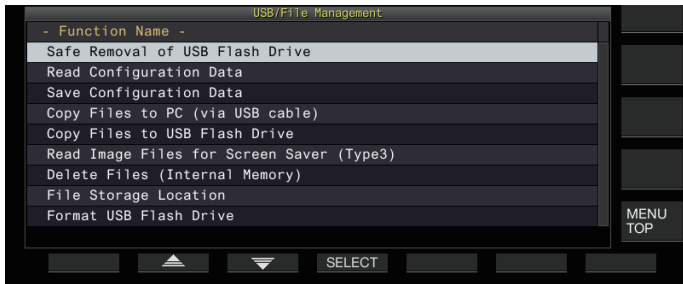 USB/File Management
- Function Name -
Safe Removal of USB Flash Drive
Read Configuration Data
Save Configuration Data
Copy Files to PC (via USB cable)
Copy Files to USB Flash Drive
Read Image Files for Screen Saver (Type3)
Delete Files (Internal Memory)
File Storage Location
Format USB Flash Drive
MENU
TOP
SELECT